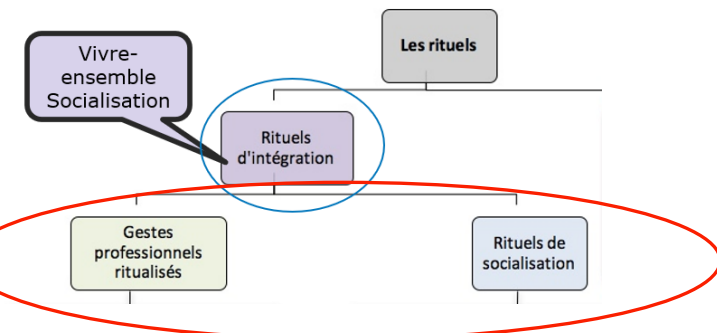 Les rituels
Vivre-
ensemble
Socialisation
Rituels
d'intégration
Gestes
professionnels
ritualisés
Rituels de
socialisation